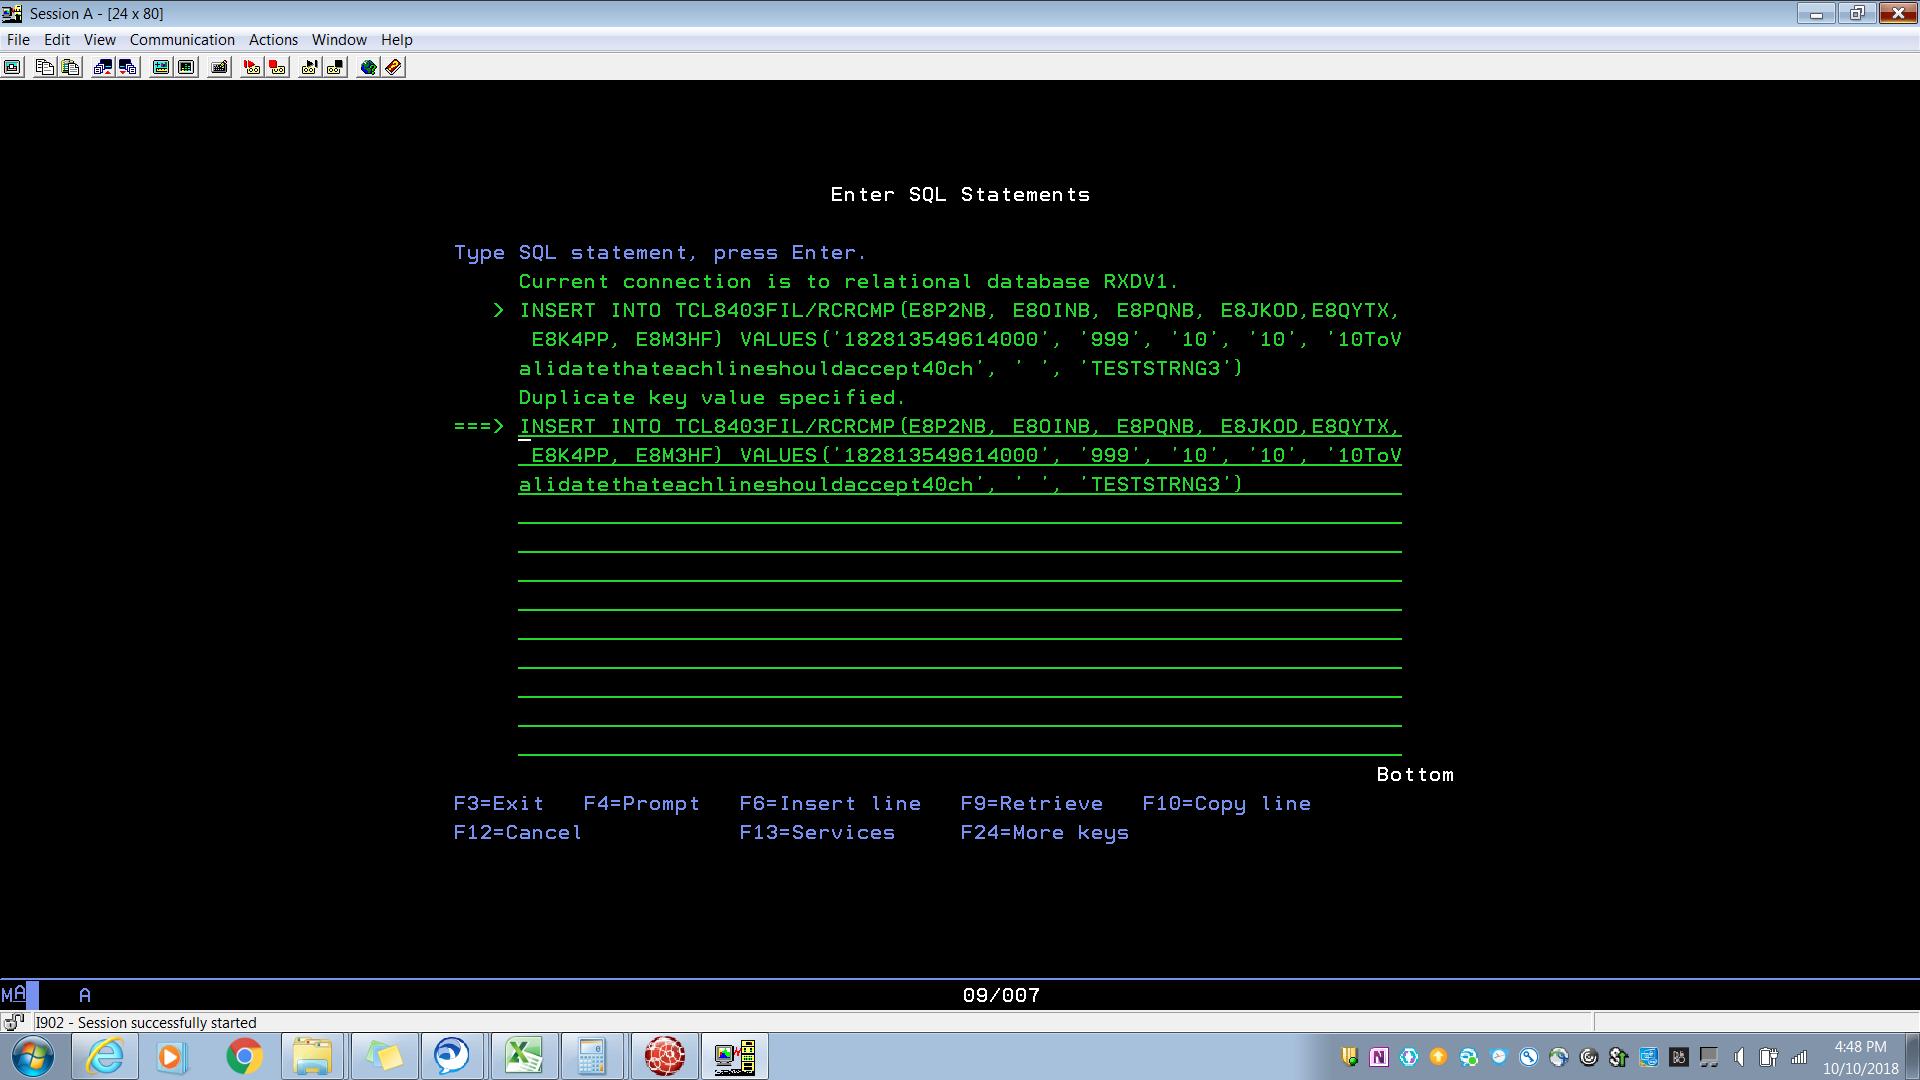 Session A - [24 x 80]
File Edit View Communication Actions Window Help
Enter SQL Statements
Type SQL statement, press Enter.
Current connection is to relational database RXDV1.
> INSERT INTO TCL8403FIL/RCRCMP(E8P2NB, E8OINB, E8PQNB, E8JKOD,E8QYTX,
E8K4PP, E8M3HF) VALUES('182813549614000', '999', '10', '10', '10ToV
alidatethateachlineshouldaccept40ch', ' ', 'TESTSTRNG3')
Duplicate key value specified.
===> INSERT INTO TCL8403FIL/RCRCMP(E8P2NB, E8OINB, E8PQNB, E8JKOD,E8QYTX,
E8K4PP, E8M3HF) VALUES('182813549614000', '999', '10', '10', '10ToV
alidatethateachlineshouldaccept40ch', ' ', 'TESTSTRNG3')
Bottom
F3=Exit F4=Prompt F6=Insert line F9=Retrieve F10=Copy line
F12=Cancel F13=Services F24=More keys
MA A 09/007
I902 - Session successfully started
4:48 PM
10/10/2018